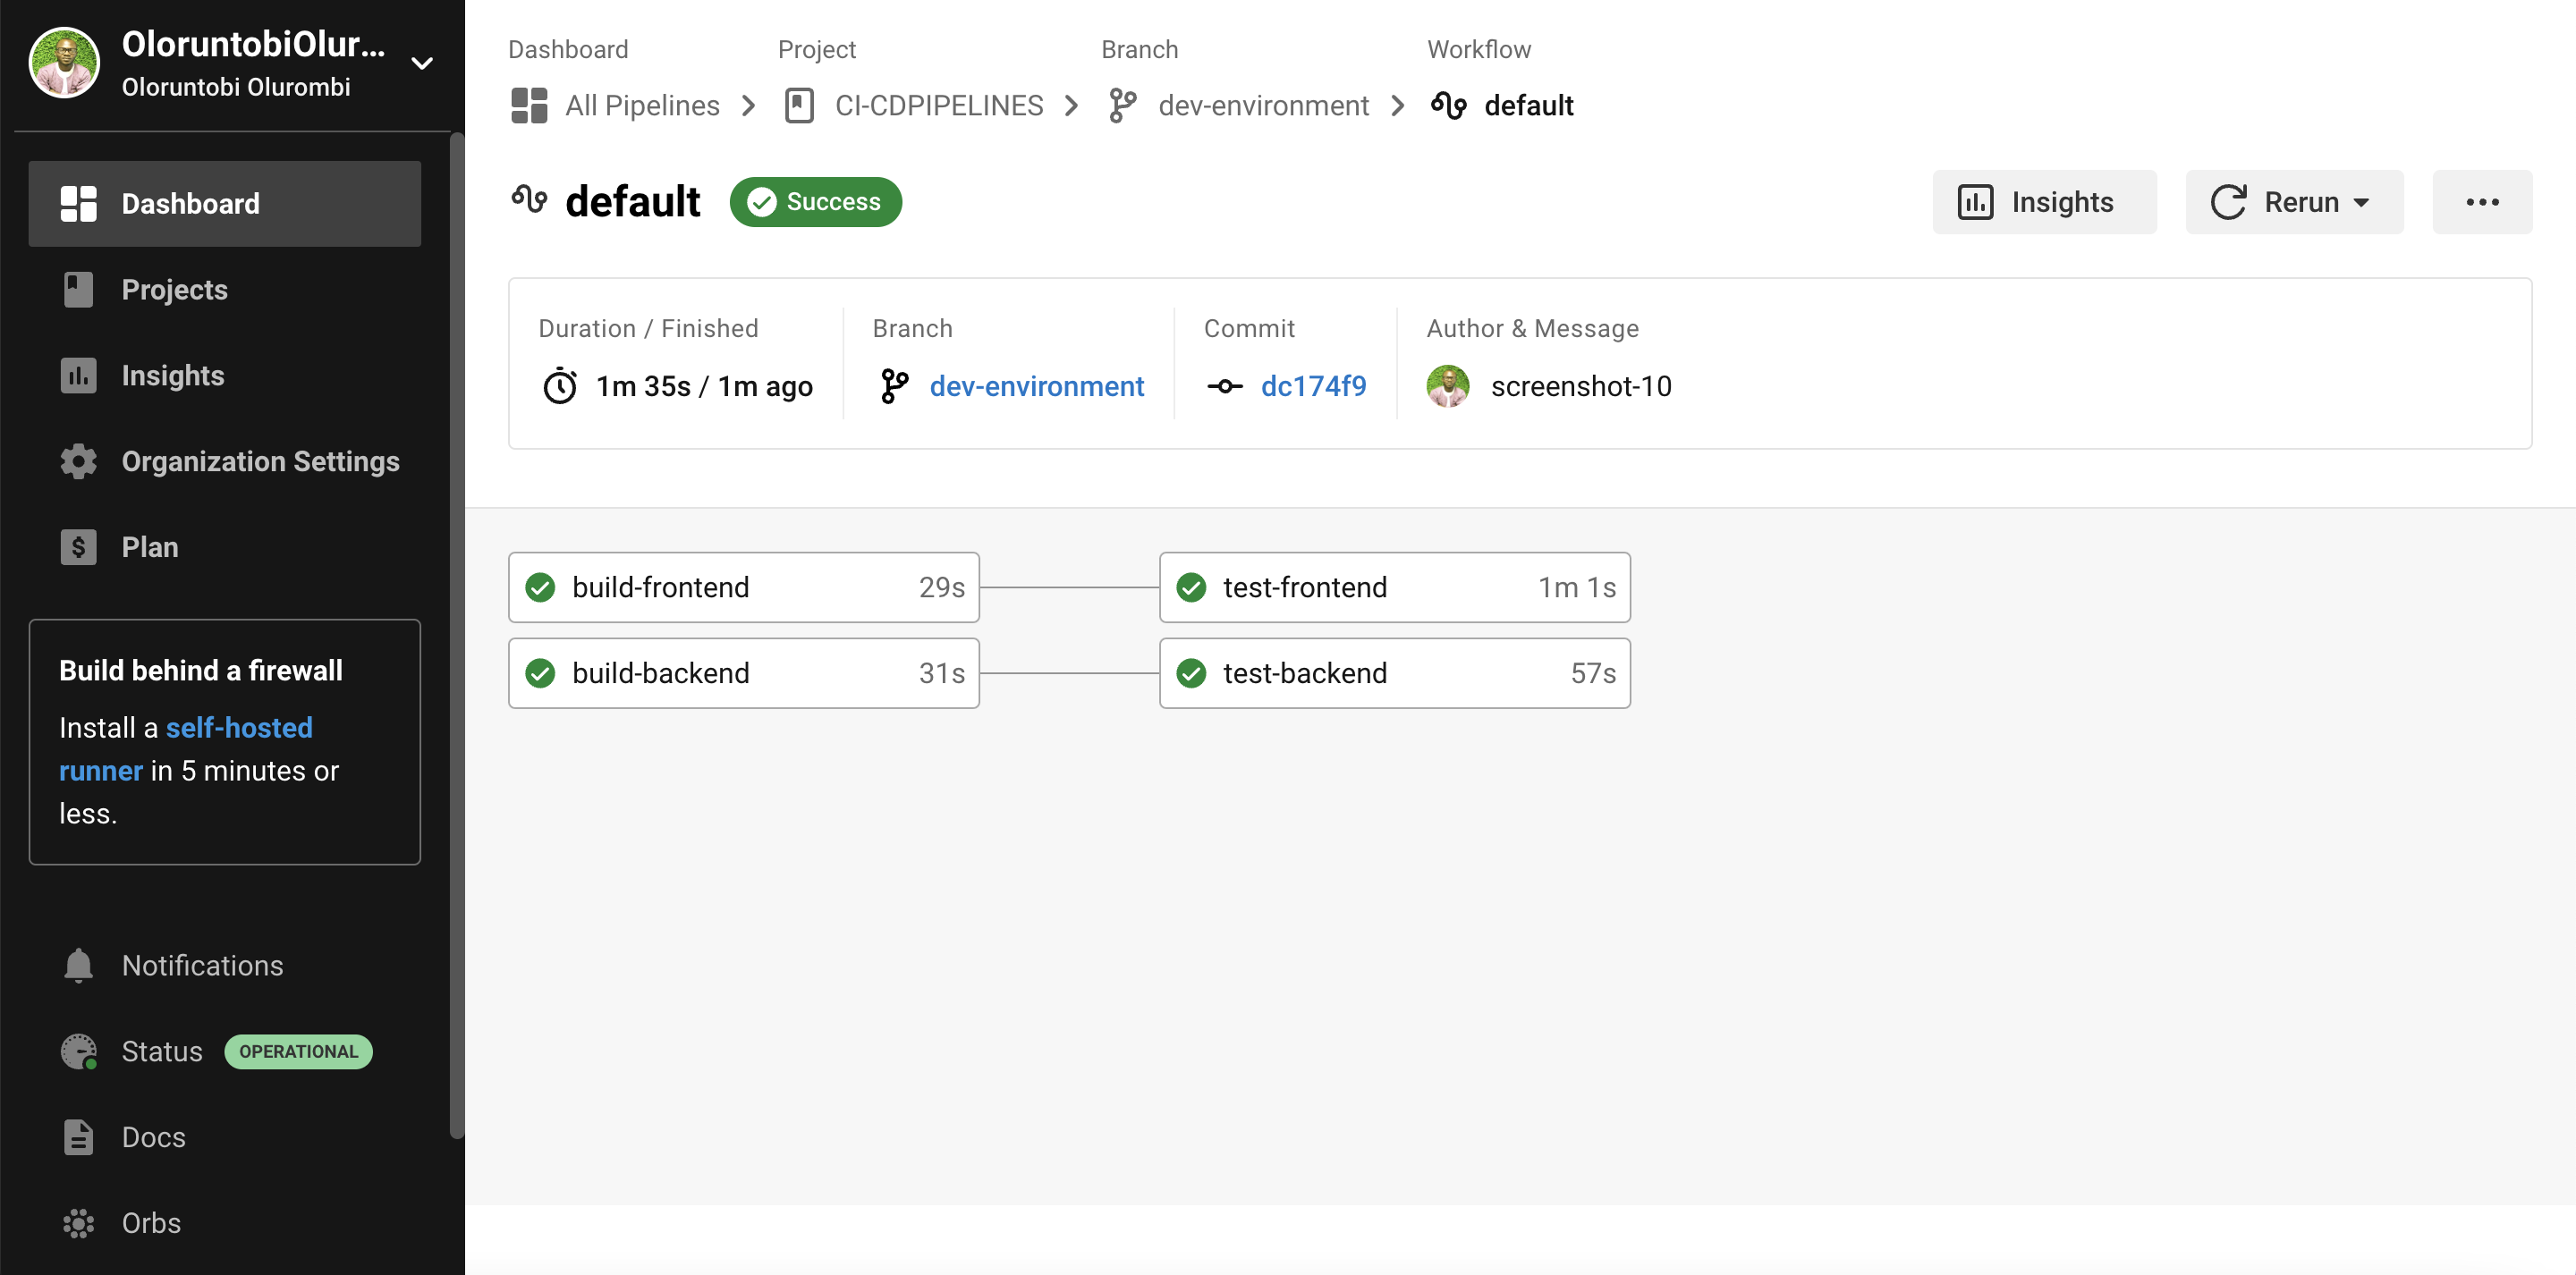 OloruntobiOlur...
Oloruntobi Olurombi
Dashboard
Projects
Insights
Organization Settings
Plan
Build behind a firewall
Install a self-hosted
runner in 5 minutes or
less.
Notifications
Status OPERATIONAL
Docs
Orbs
Dashboard Project Branch Workflow
All Pipelines CI-CDPIPELINES dev-environment default
default Success Insights Rerun
Duration / Finished Branch Commit Author & Message
1m 35s / 1m ago dev-environment dc174f9 screenshot-10
build-frontend 29s test-frontend 1m 1s
build-backend 31s test-backend 57s